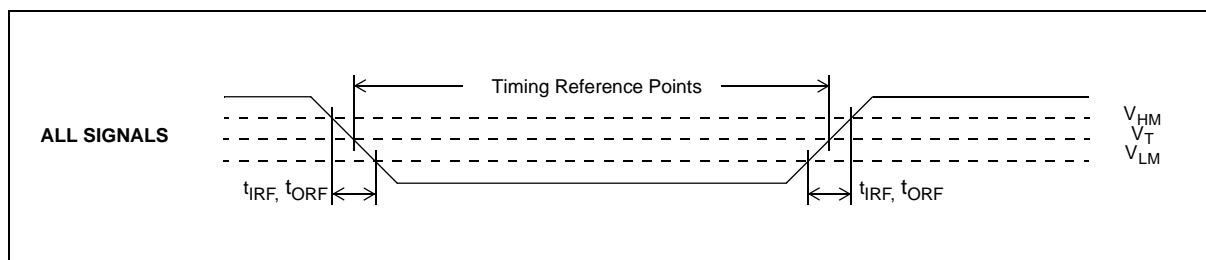 Timing Reference Points
ALL SIGNALS
V_HM
V_T
V_LM
t_IRF, t_ORF
t_IRF, t_ORF